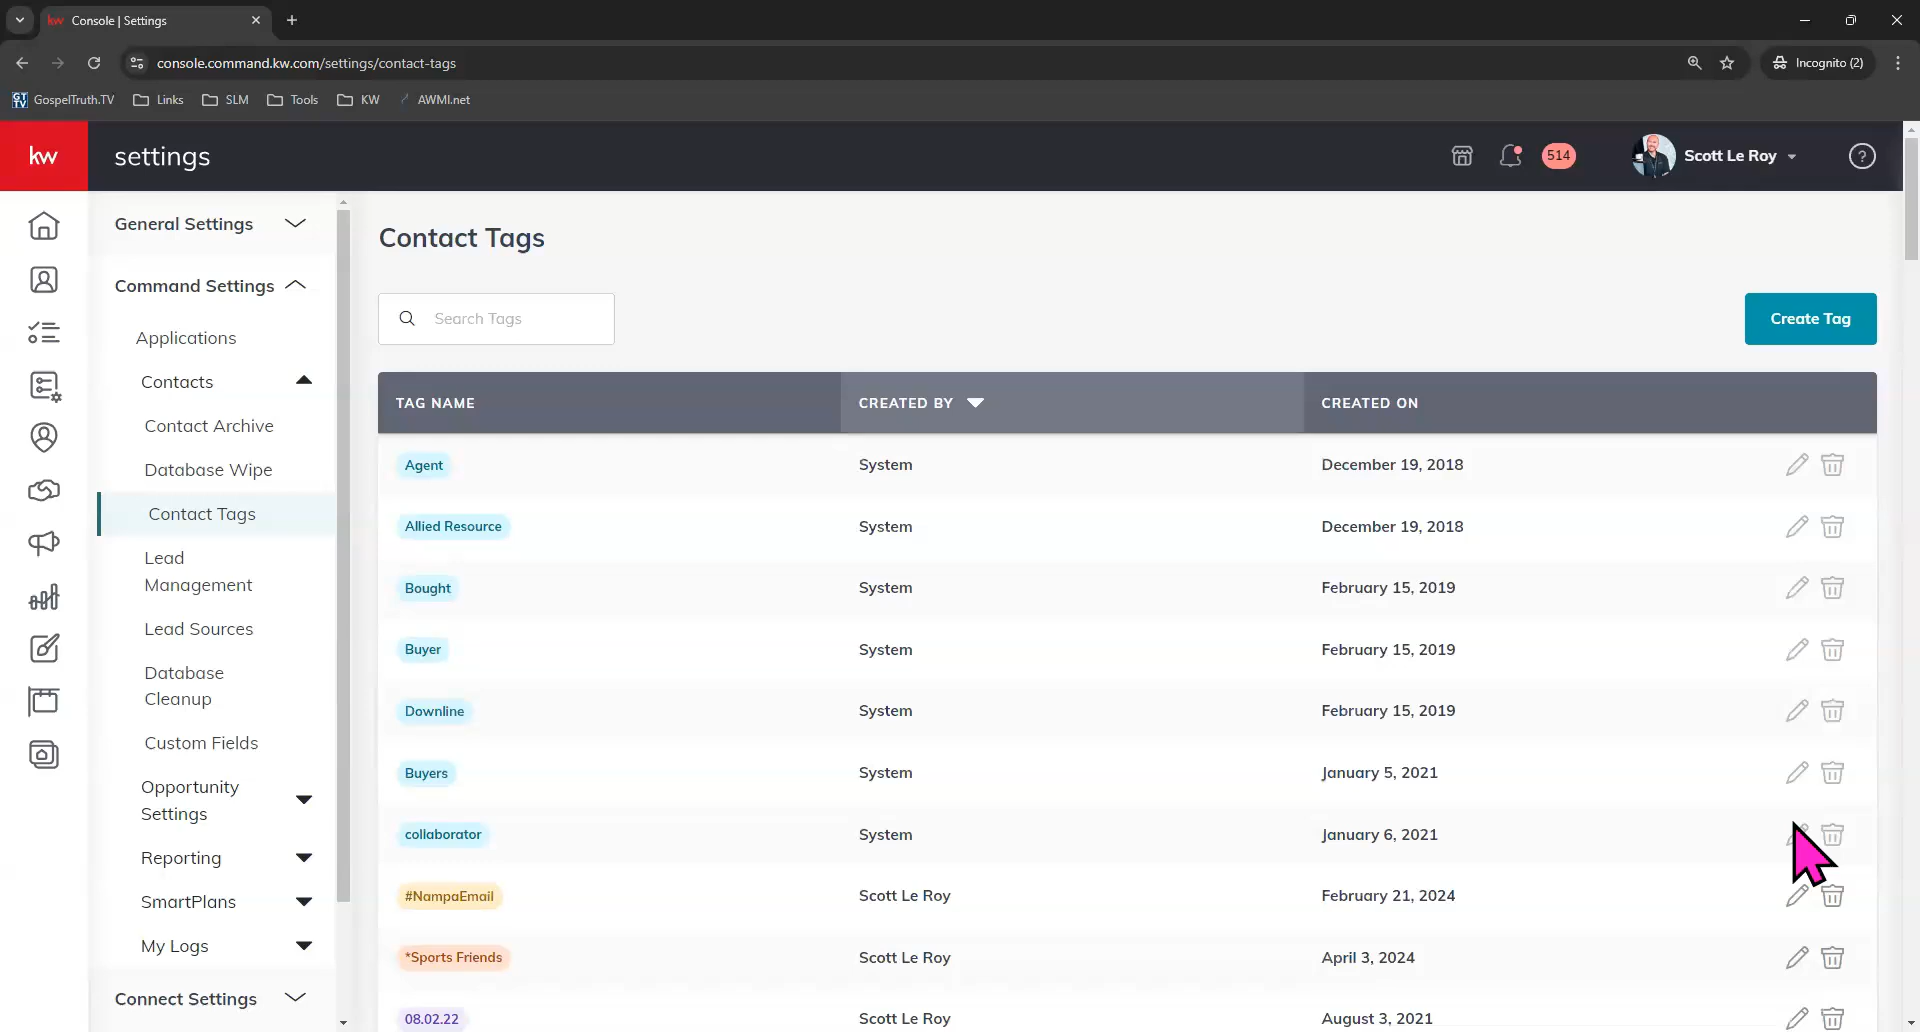 Console | Settings
console.command.kw.com/settings/contact-tags
Incognito (2)
GospelTruth.TV
Links
SLM
Tools
KW
AWMI.net
kw
settings
514
Scott Le Roy
General Settings
Command Settings
Applications
Contacts
Contact Archive
Database Wipe
Contact Tags
Lead
Management
Lead Sources
Database
Cleanup
Custom Fields
Opportunity
Settings
Reporting
SmartPlans
My Logs
Connect Settings
Contact Tags
Search Tags
Create Tag
TAG NAME CREATED BY CREATED ON
Agent System December 19, 2018
Allied Resource System December 19, 2018
Bought System February 15, 2019
Buyer System February 15, 2019
Downline System February 15, 2019
Buyers System January 5, 2021
collaborator System January 6, 2021
#NampaEmail Scott Le Roy February 21, 2024
*Sports Friends Scott Le Roy April 3, 2024
08.02.22 Scott Le Roy August 3, 2021